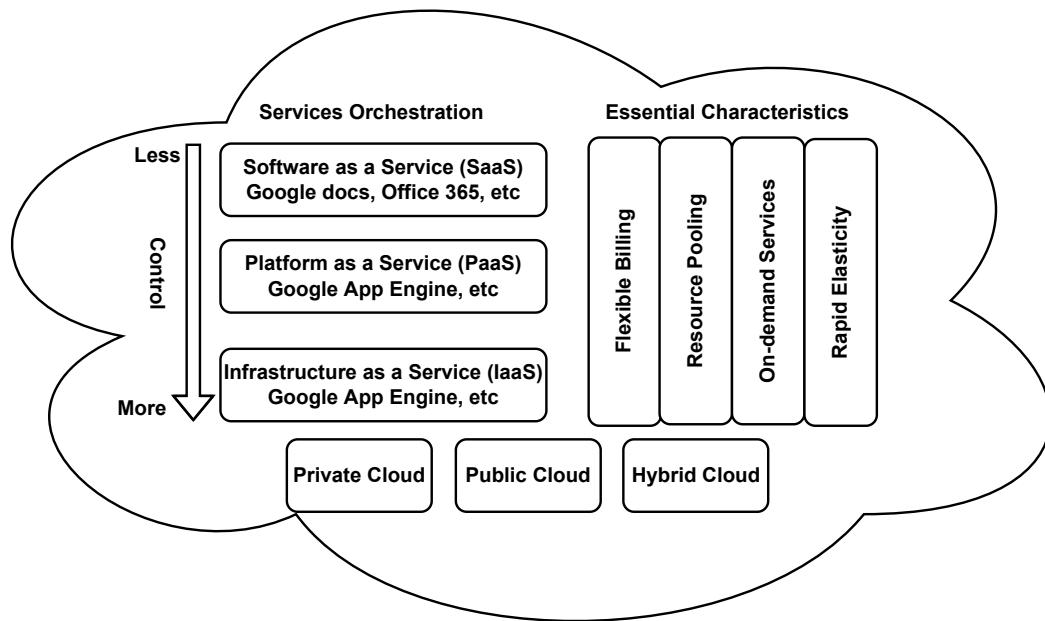 Services Orchestration
Essential Characteristics
Less
Control
More
Software as a Service (SaaS)
Google docs, Office 365, etc
Platform as a Service (PaaS)
Google App Engine, etc
Infrastructure as a Service (IaaS)
Google App Engine, etc
Flexible Billing
Resource Pooling
On-demand Services
Rapid Elasticity
Private Cloud
Public Cloud
Hybrid Cloud